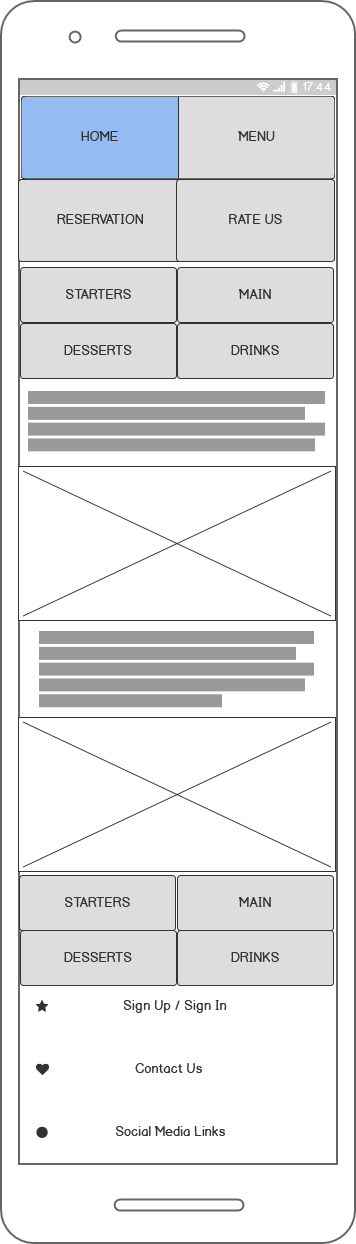 17:44
HOME
MENU
RESERVATION
RATE US
STARTERS
MAIN
DESSERTS
DRINKS
STARTERS
MAIN
DESSERTS
DRINKS
Sign Up / Sign In
Contact Us
Social Media Links